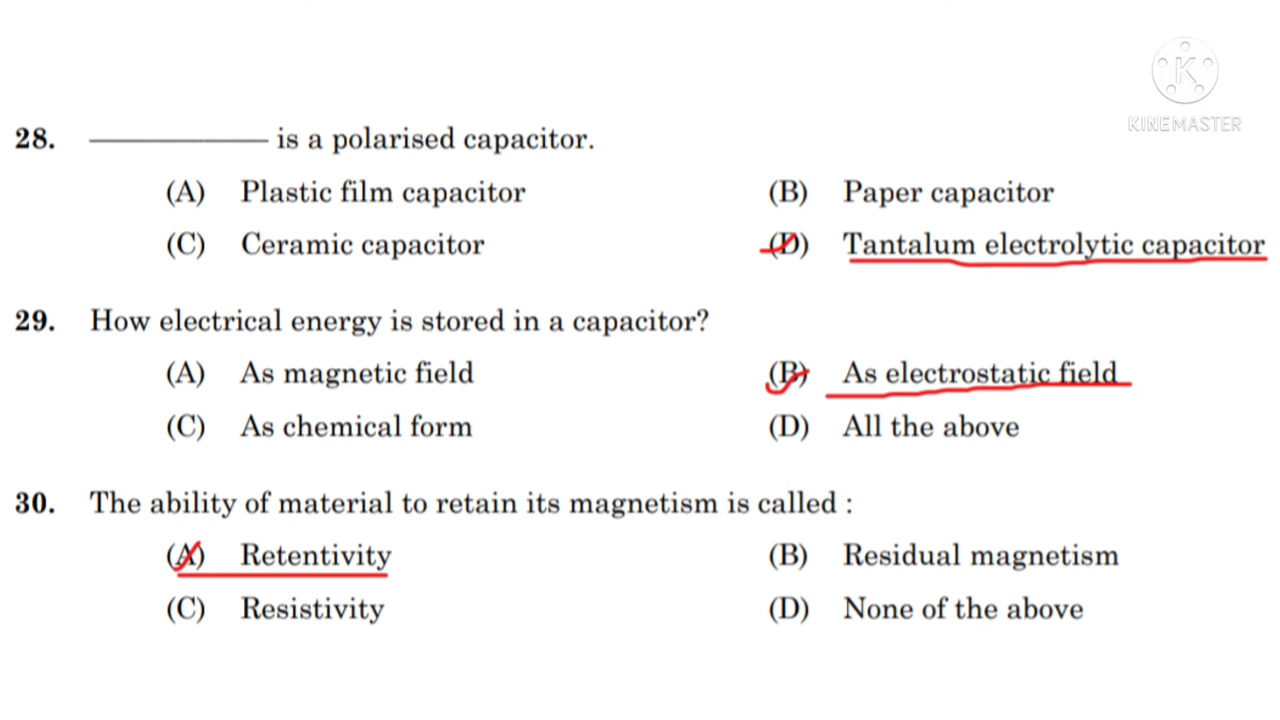 K
KINEMASTER
28. ____________ is a polarised capacitor.
(A) Plastic film capacitor (B) Paper capacitor
(C) Ceramic capacitor (D) Tantalum electrolytic capacitor
29. How electrical energy is stored in a capacitor?
(A) As magnetic field (B) As electrostatic field
(C) As chemical form (D) All the above
30. The ability of material to retain its magnetism is called :
(A) Retentivity (B) Residual magnetism
(C) Resistivity (D) None of the above